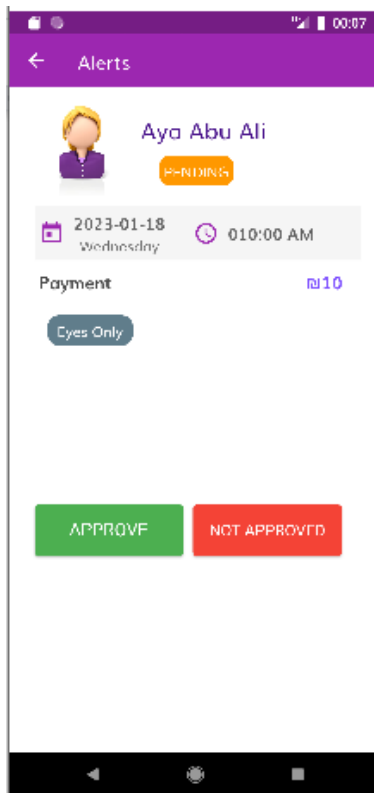 00:07
Alerts
Aya Abu Ali
PENDING
2023-01-18
Wednesday
010:00 AM
Payment
₪10
Eyes Only
APPROVE
NOT APPROVED